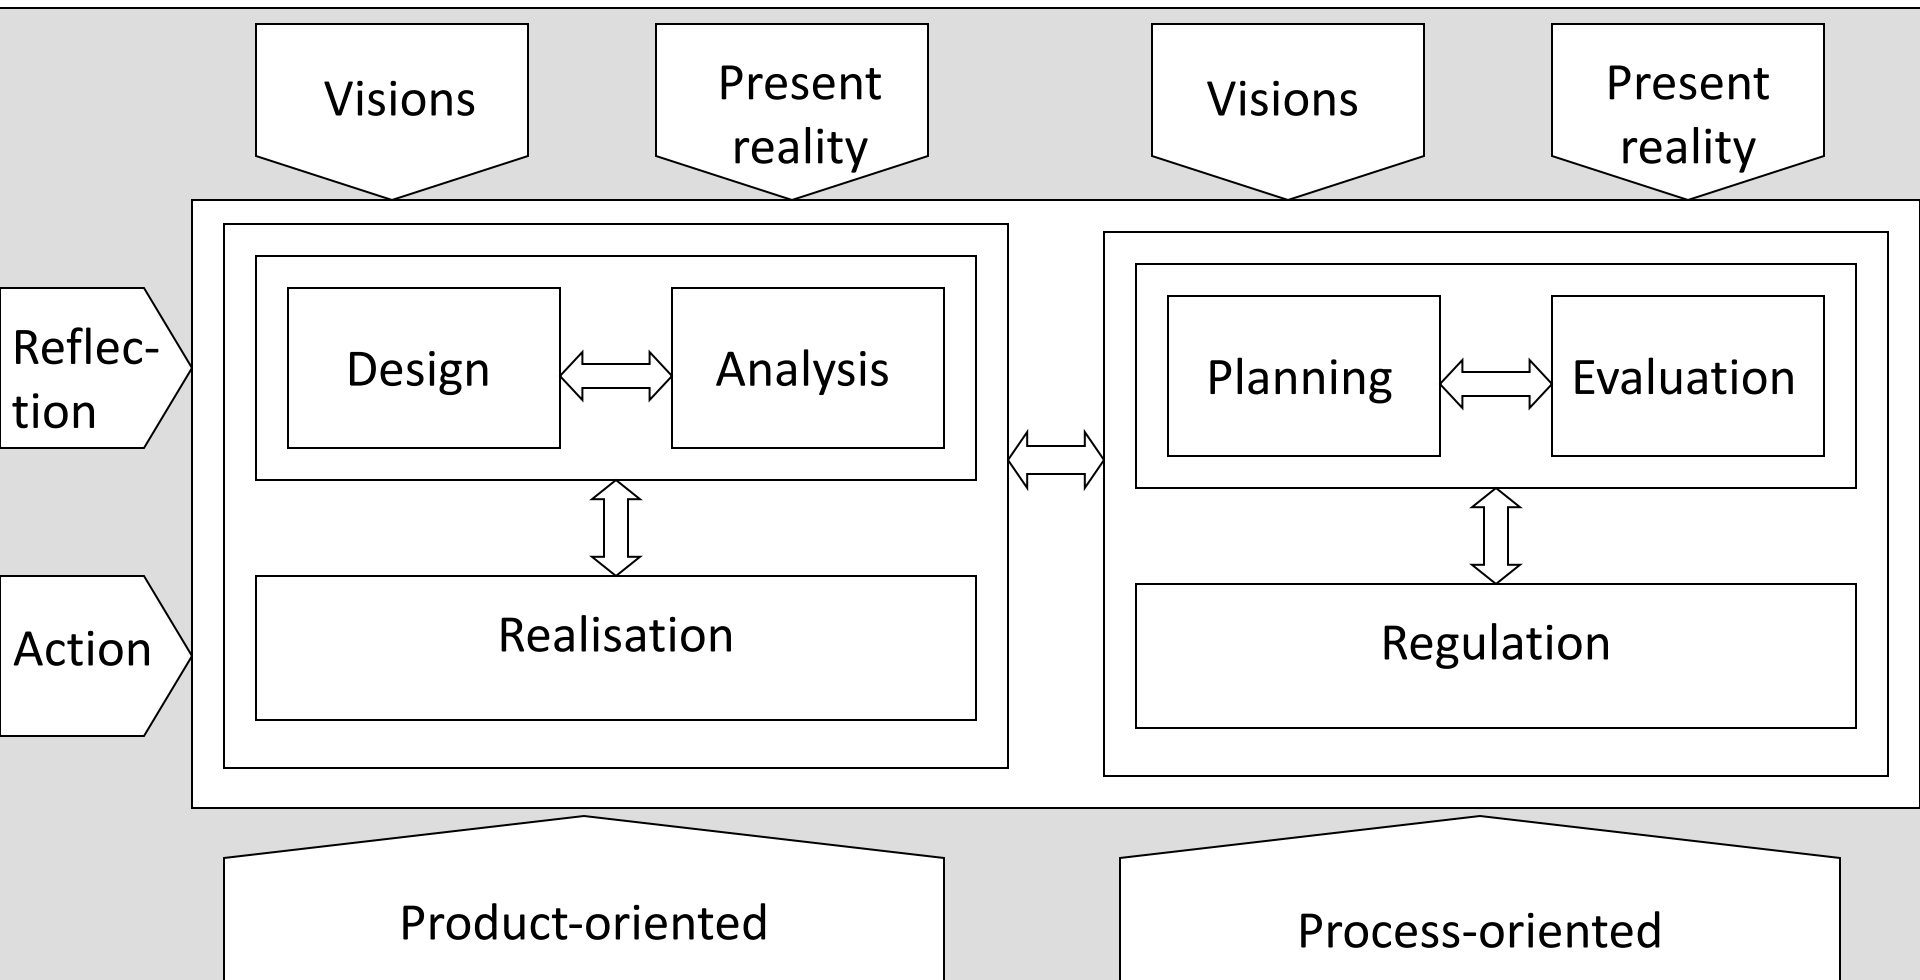 Visions
Present
reality
Visions
Present
reality
Reflec-
tion
Design
Analysis
Planning
Evaluation
Action
Realisation
Regulation
Product-oriented
Process-oriented